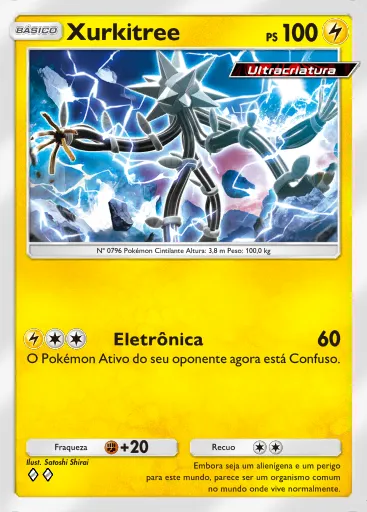 BÁSICO Xurkitree PS 100
Ultracriatura
Nº 0796 Pokémon Cintilante Altura: 3,8 m Peso: 100,0 kg
Eletrônica 60
O Pokémon Ativo do seu oponente agora está Confuso.
Fraqueza +20 Recuo
Ilust. Satoshi Shirai
Embora seja um alienígena e um perigo
para este mundo, parece ser um organismo comum
no mundo onde vive normalmente.